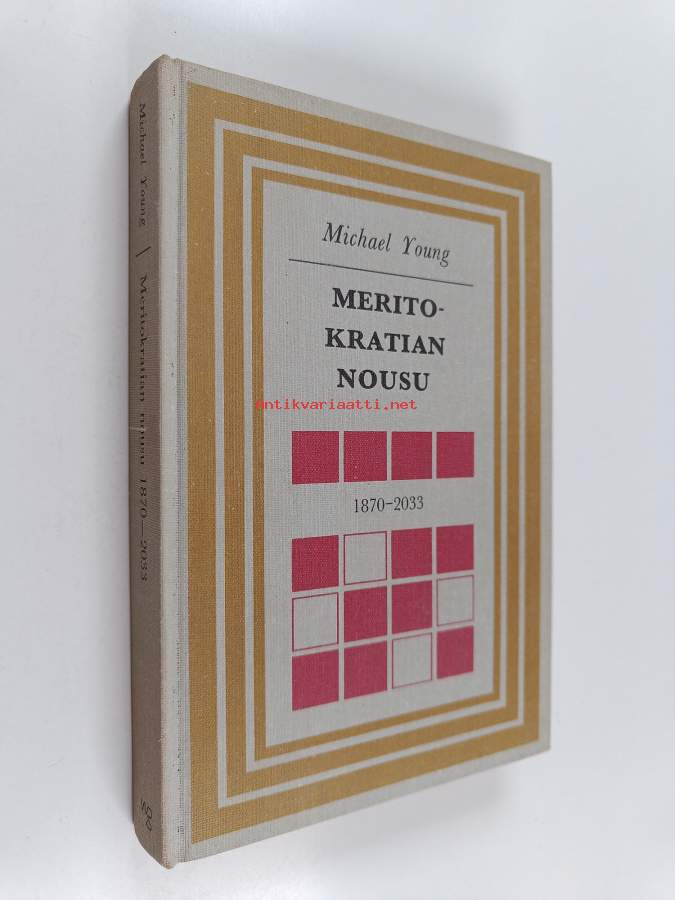 Michael Young
MERITO-
KRATIAN
NOUSU
antikvariaatti.net
1870-2033
Michael Young | Meritokratian nousu 1870—2033